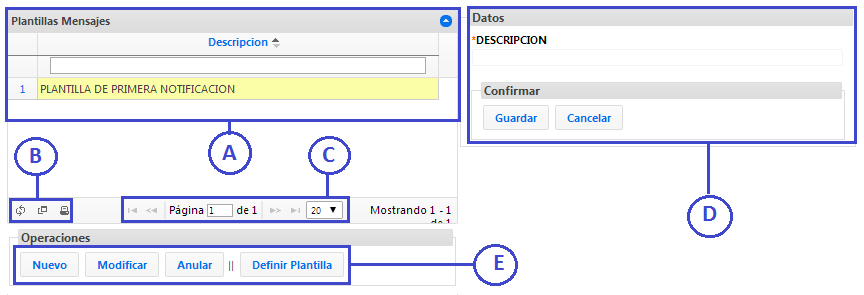 Plantillas Mensajes
Descripcion
1 PLANTILLA DE PRIMERA NOTIFICACION
A
B
C
Página 1 de 1 20 Mostrando 1 - 1
de 1
Operaciones
Nuevo Modificar Anular || Definir Plantilla
E
Datos
*DESCRIPCION
Confirmar
Guardar Cancelar
D